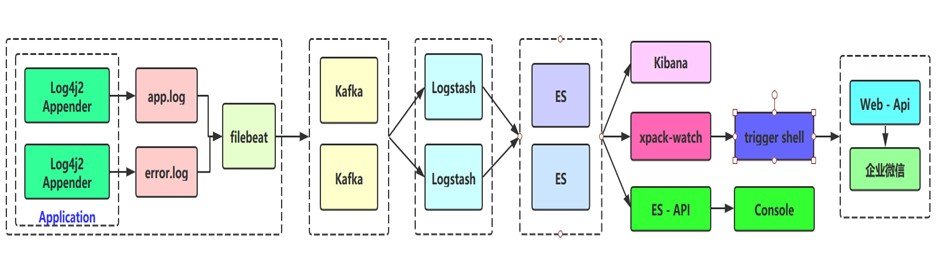 Log4j2
Appender
app.log
Log4j2
Appender
error.log
Application
filebeat
Kafka
Kafka
Logstash
Logstash
ES
ES
Kibana
xpack-watch
trigger shell
ES - API
Console
Web - Api
企业微信